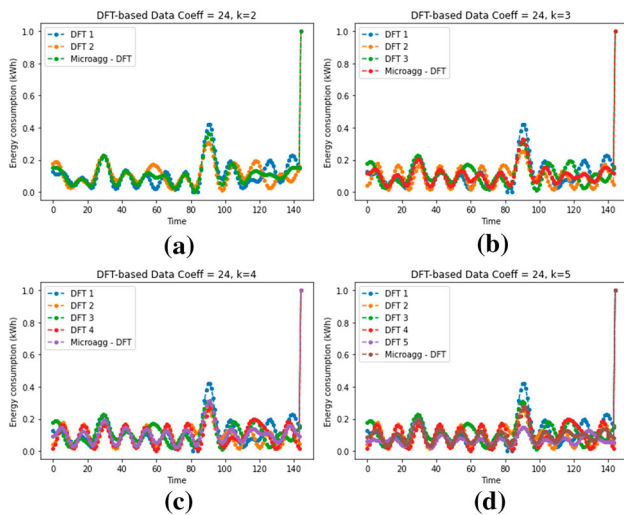 DFT-based Data Coeff = 24, k=2
DFT 1
DFT 2
Microagg - DFT
Energy consumption (kWh)
1.0
0.8
0.6
0.4
0.2
0.0
0 20 40 60 80 100 120 140
Time
(a)
DFT-based Data Coeff = 24, k=3
DFT 1
DFT 2
DFT 3
Microagg - DFT
Energy consumption (kWh)
1.0
0.8
0.6
0.4
0.2
0.0
0 20 40 60 80 100 120 140
Time
(b)
DFT-based Data Coeff = 24, k=4
DFT 1
DFT 2
DFT 3
DFT 4
Microagg - DFT
Energy consumption (kWh)
1.0
0.8
0.6
0.4
0.2
0.0
0 20 40 60 80 100 120 140
Time
(c)
DFT-based Data Coeff = 24, k=5
DFT 1
DFT 2
DFT 3
DFT 4
DFT 5
Microagg - DFT
Energy consumption (kWh)
1.0
0.8
0.6
0.4
0.2
0.0
0 20 40 60 80 100 120 140
Time
(d)